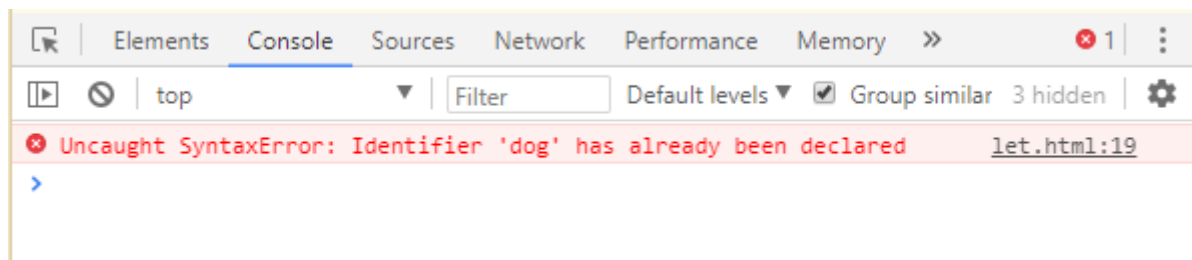 Elements Console Sources Network Performance Memory » 1
top Filter Default levels Group similar 3 hidden
Uncaught SyntaxError: Identifier 'dog' has already been declared let.html:19
>